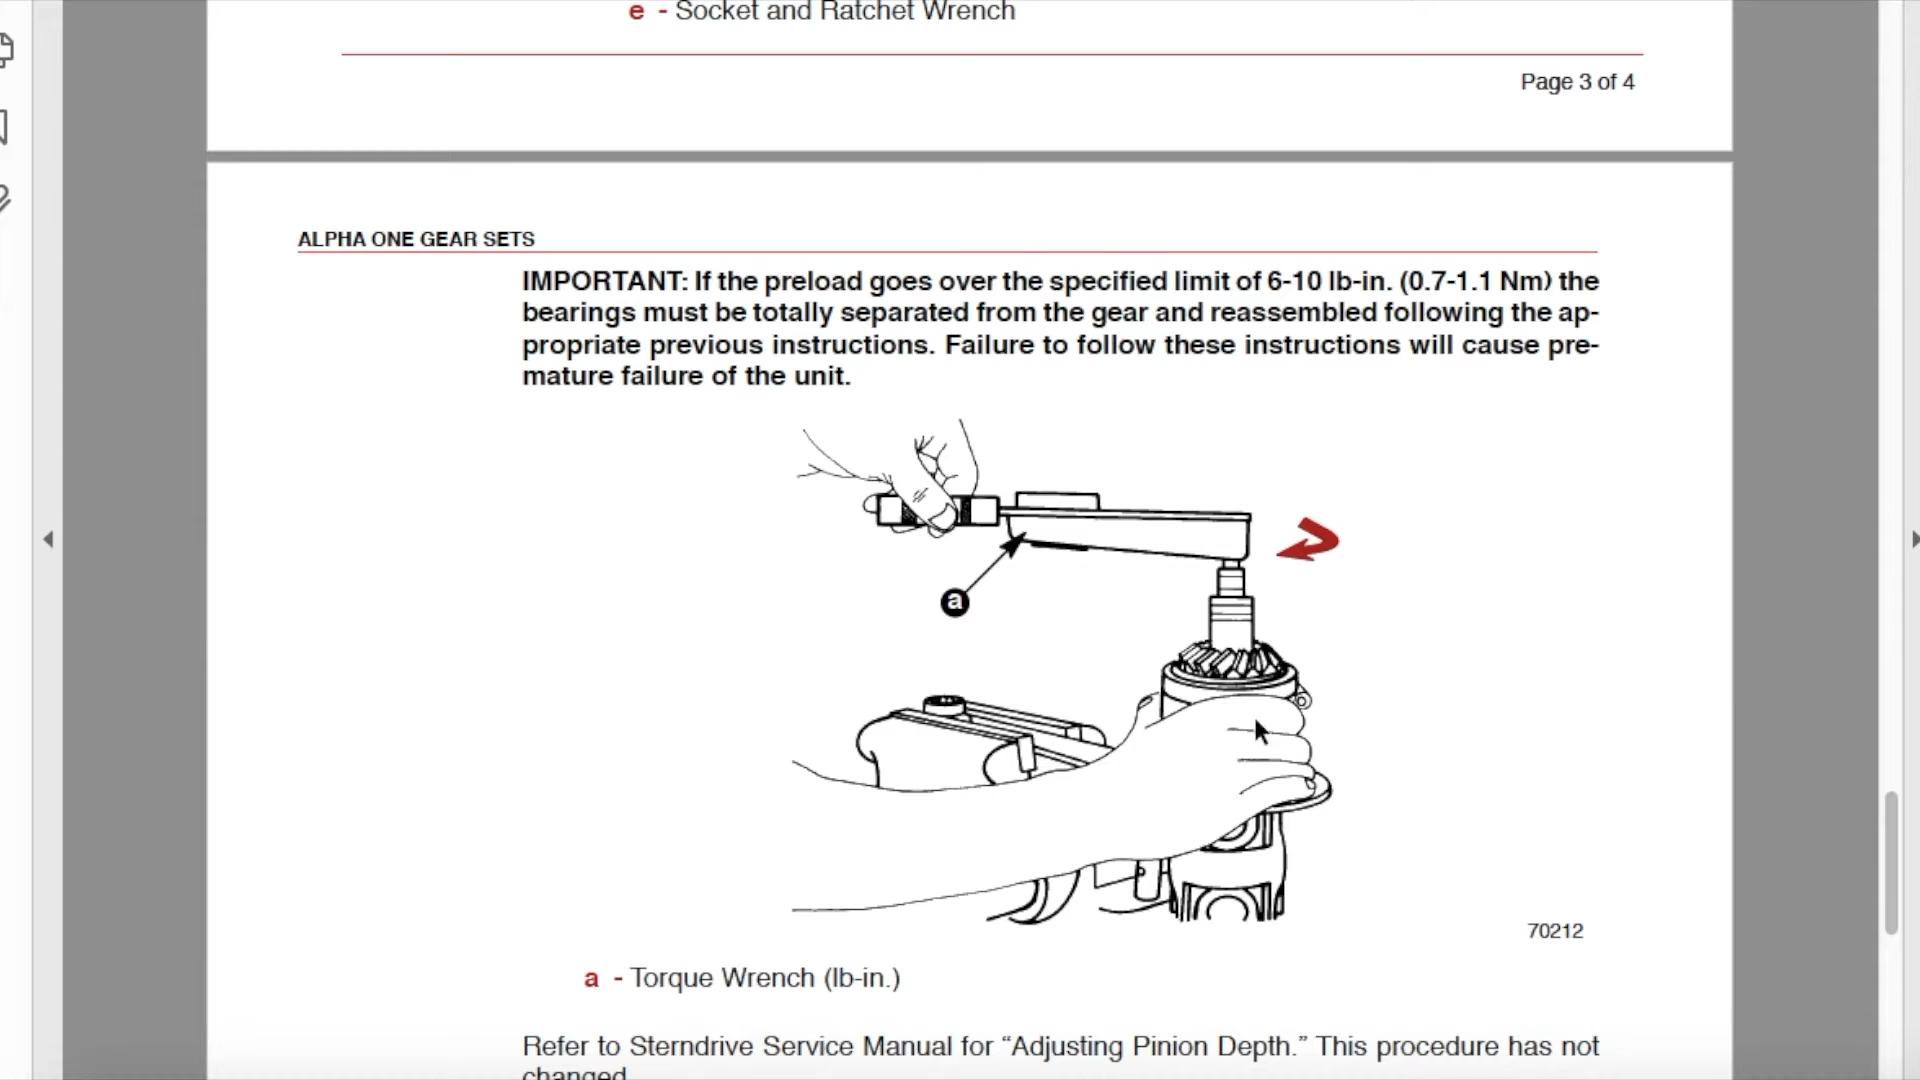 e - Socket and Ratchet Wrench
Page 3 of 4
ALPHA ONE GEAR SETS
IMPORTANT: If the preload goes over the specified limit of 6-10 lb-in. (0.7-1.1 Nm) the
bearings must be totally separated from the gear and reassembled following the ap-
propriate previous instructions. Failure to follow these instructions will cause pre-
mature failure of the unit.
a
70212
a - Torque Wrench (lb-in.)
Refer to Sterndrive Service Manual for “Adjusting Pinion Depth.” This procedure has not
changed